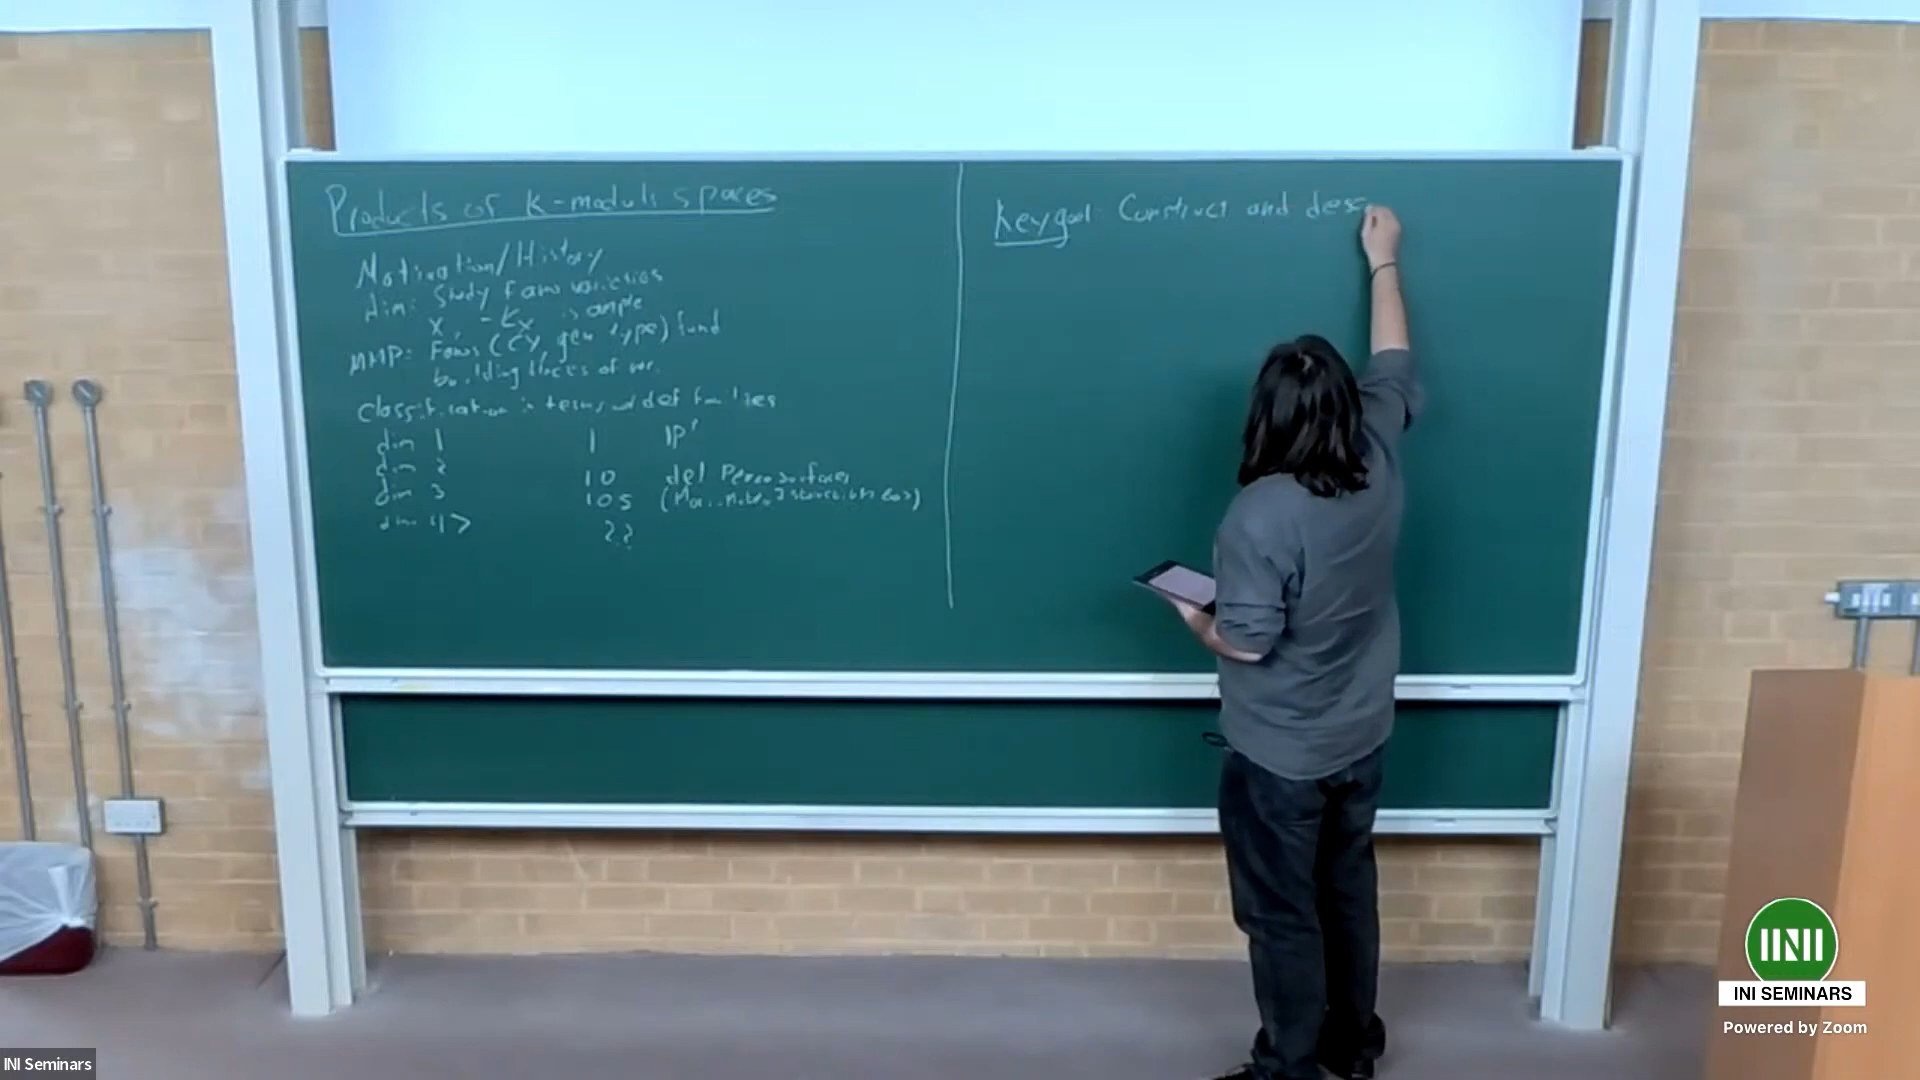 Products of K-moduli spaces
Motivation/History
Aim: Study Fano varieties
X, -K_X is ample
MMP: Fanos (CY, gen type) fund
building blocks of var.
Classification in terms of def families
dim 1 1 ℙ¹
dim 2 10 del Pezzo surfaces
dim 3 105
dim 4> ??
Key goal: Construct and desc
INI SEMINARS
Powered by Zoom
INI Seminars